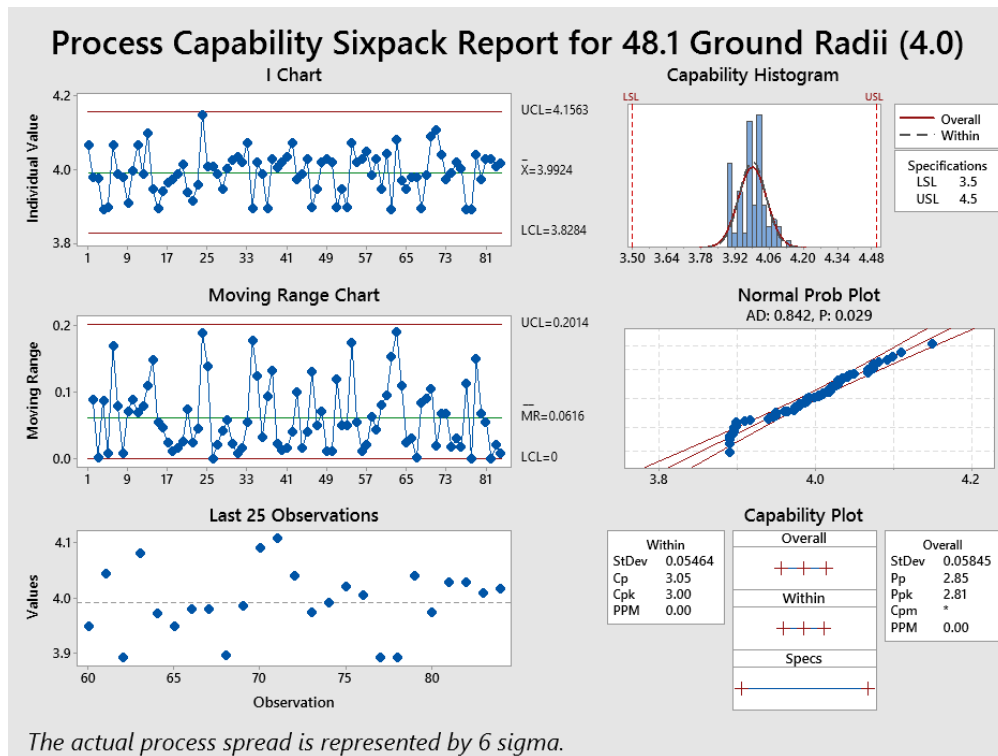 Process Capability Sixpack Report for 48.1 Ground Radii (4.0)
I Chart
Individual Value
4.2
4.0
3.8
1 9 17 25 33 41 49 57 65 73 81
UCL=4.1563
X̄=3.9924
LCL=3.8284
Capability Histogram
LSL USL
3.50 3.64 3.78 3.92 4.06 4.20 4.34 4.48
Overall
Within
Specifications
LSL 3.5
USL 4.5
Moving Range Chart
Moving Range
0.2
0.1
0.0
1 9 17 25 33 41 49 57 65 73 81
UCL=0.2014
M̄R̄=0.0616
LCL=0
Normal Prob Plot
AD: 0.842, P: 0.029
3.8 4.0 4.2
Last 25 Observations
Values
4.1
4.0
3.9
60 65 70 75 80
Observation
Capability Plot
Within
StDev 0.05464
Cp 3.05
Cpk 3.00
PPM 0.00
Overall
Within
Specs
Overall
StDev 0.05845
Pp 2.85
Ppk 2.81
Cpm *
PPM 0.00
The actual process spread is represented by 6 sigma.